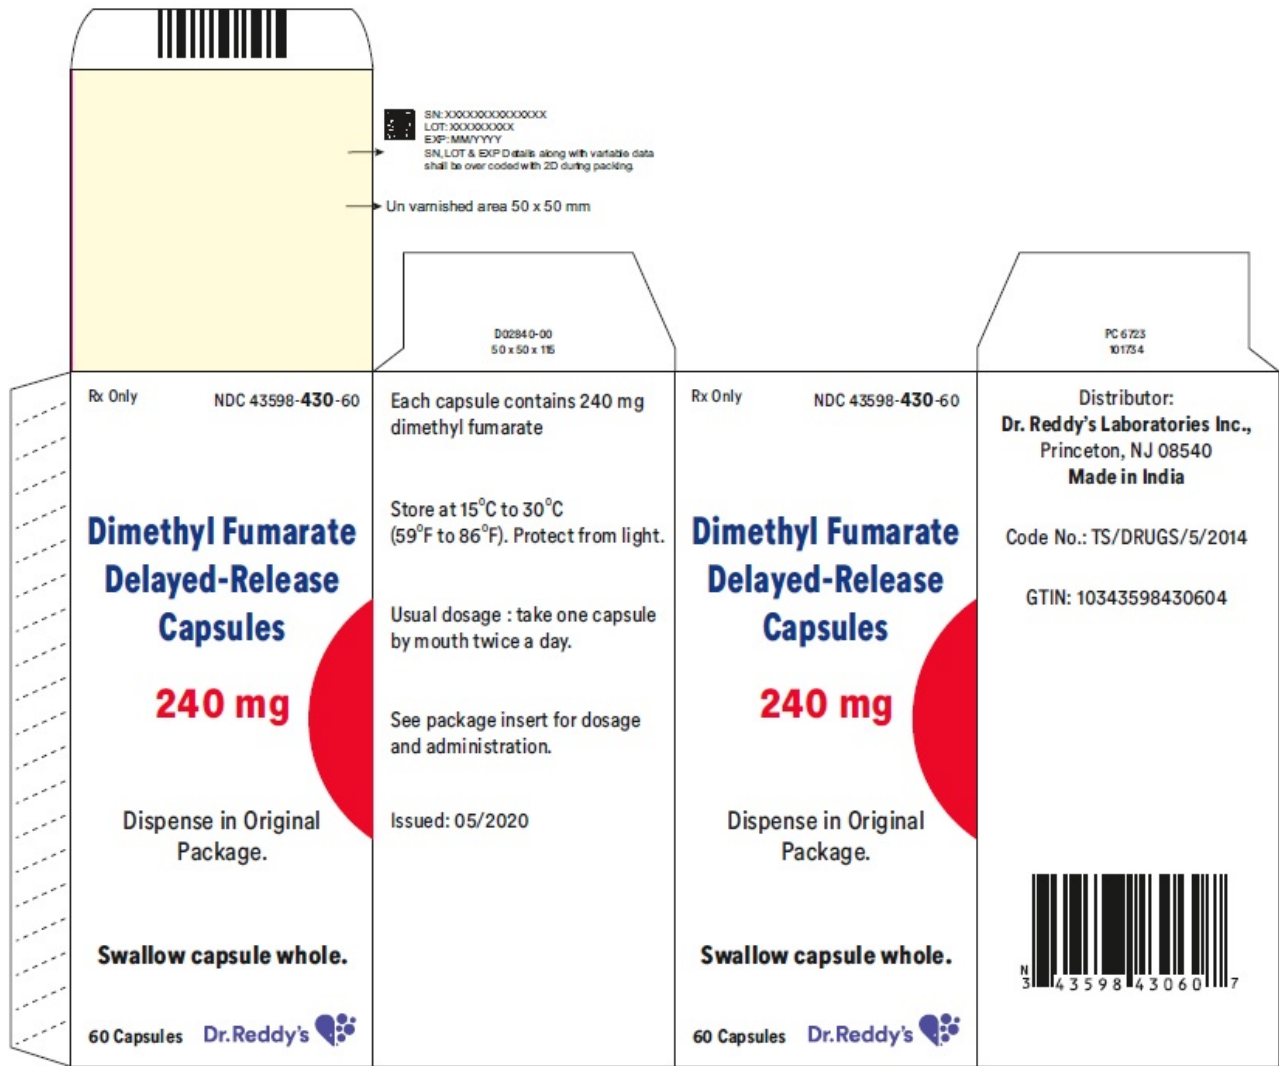 SN: XXXXXXXXXXXXXX
LOT: XXXXXXXXX
EXP: MM/YYYY
SN, LOT & EXP Details along with variable data
shall be over coded with 2D during packing.
Un varnished area 50 x 50 mm
D02840-00
50 x 50 x 115
PC 6723
101734
Rx Only
NDC 43598-430-60
Dimethyl Fumarate
Delayed-Release
Capsules
240 mg
Dispense in Original
Package.
Swallow capsule whole.
60 Capsules
Dr.Reddy's
Each capsule contains 240 mg
dimethyl fumarate
Store at 15°C to 30°C
(59°F to 86°F). Protect from light.
Usual dosage : take one capsule
by mouth twice a day.
See package insert for dosage
and administration.
Issued: 05/2020
Rx Only
NDC 43598-430-60
Dimethyl Fumarate
Delayed-Release
Capsules
240 mg
Dispense in Original
Package.
Swallow capsule whole.
60 Capsules
Dr.Reddy's
Distributor:
Dr. Reddy's Laboratories Inc.,
Princeton, NJ 08540
Made in India
Code No.: TS/DRUGS/5/2014
GTIN: 10343598430604
N
3 43598 43060 7